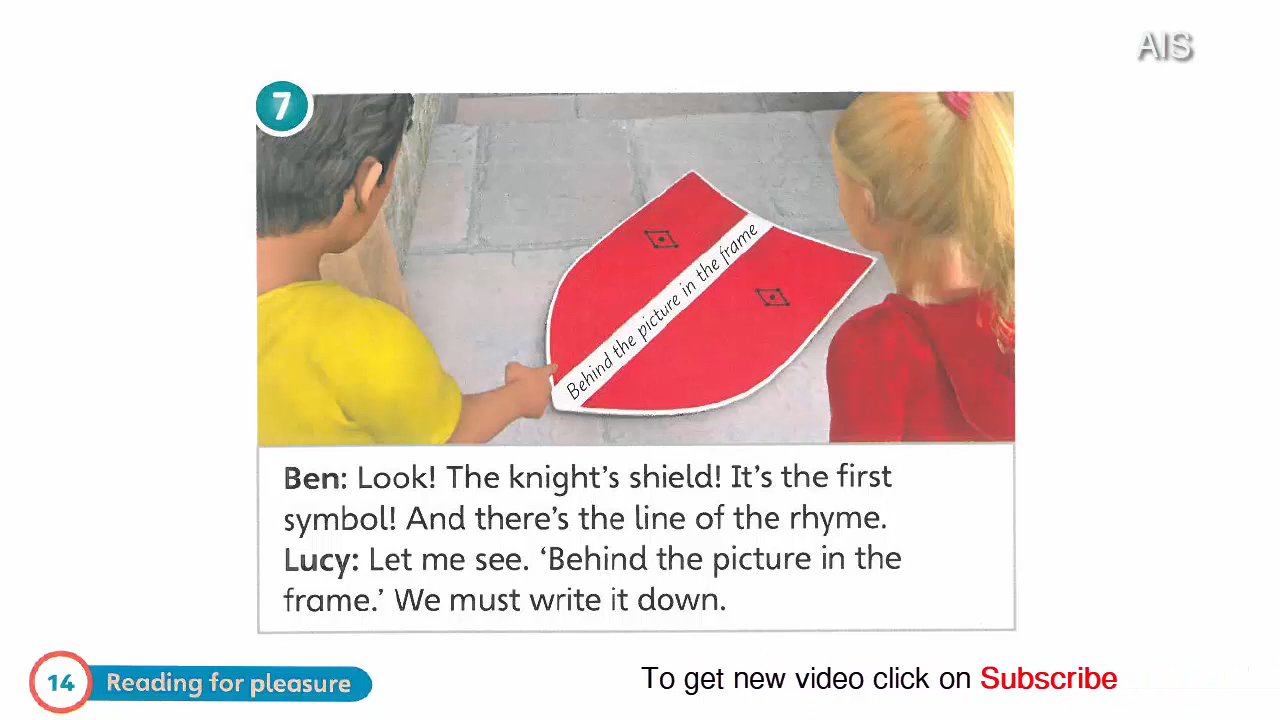 AIS
7
Behind the picture in the frame
Ben: Look! The knight's shield! It's the first
symbol! And there's the line of the rhyme.
Lucy: Let me see. ‘Behind the picture in the
frame.’ We must write it down.
14 Reading for pleasure
To get new video click on Subscribe